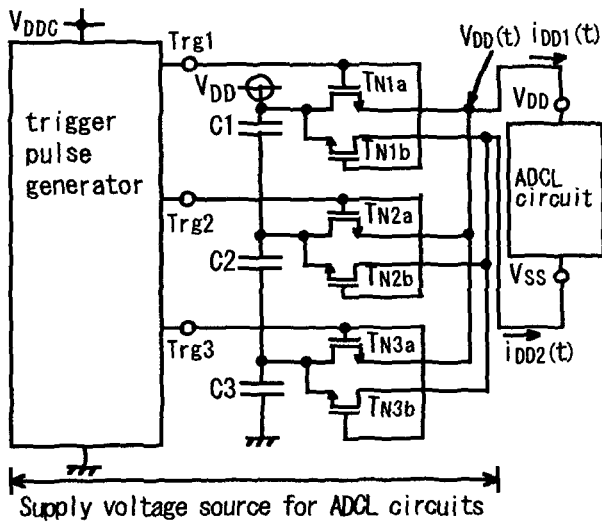 VDDC
Trg1
VDD(t) iDD1(t)
VDD
TN1a
VDD
C1
trigger
pulse
generator
TN1b
ADCL
circuit
Trg2
TN2a
C2
TN2b
VSS
Trg3
TN3a
iDD2(t)
C3
TN3b
Supply voltage source for ADCL circuits